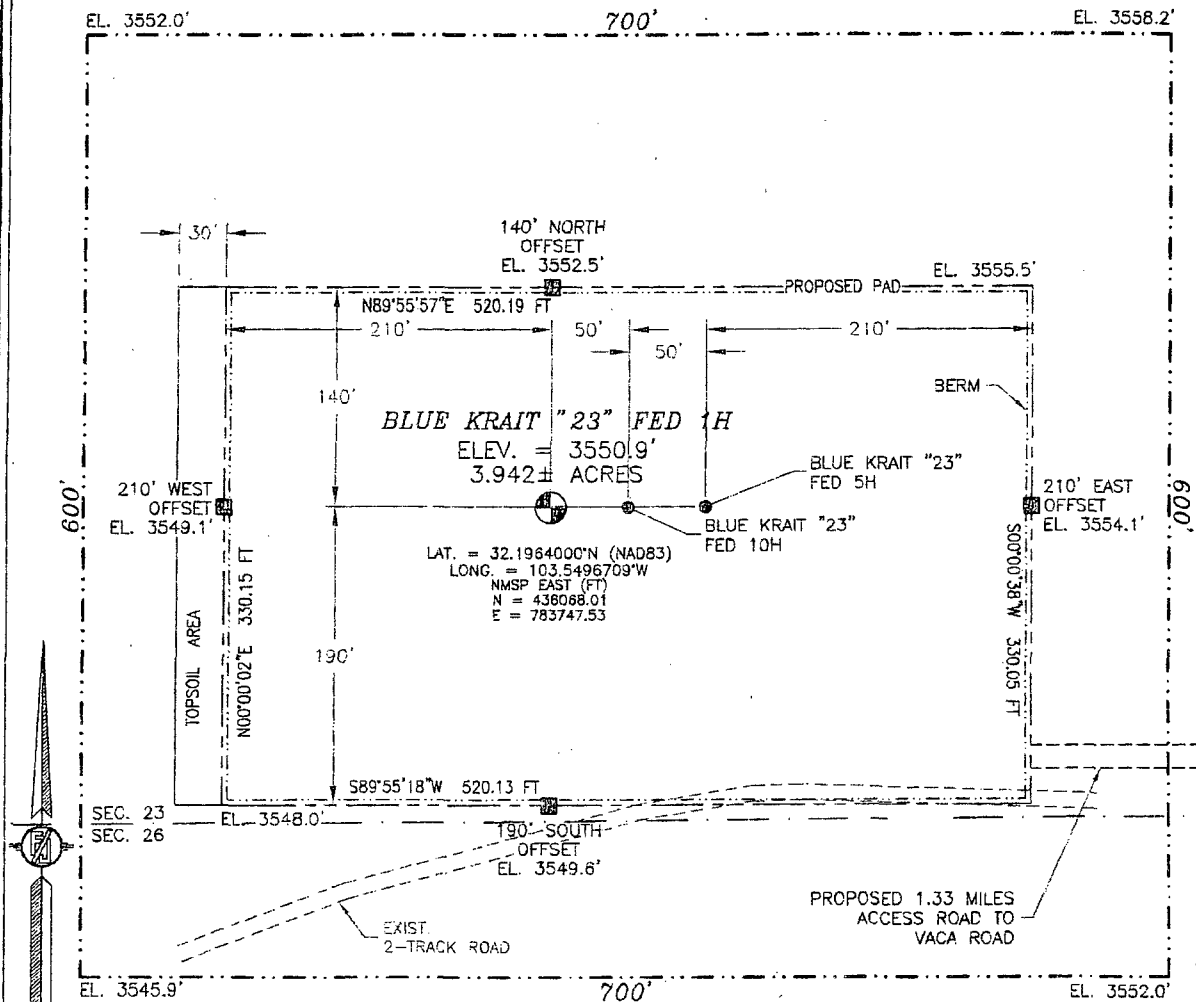 EL. 3552.0'
700'
EL. 3558.2'
30'
140' NORTH
OFFSET
EL. 3552.5'
EL. 3555.5'
PROPOSED PAD
N89°55'57"E 520.19 FT
210'
50'
210'
50'
BERM
140'
BLUE KRAIT "23" FED 1H
ELEV. = 3550.9'
3.942± ACRES
BLUE KRAIT "23"
FED 5H
BLUE KRAIT "23"
FED 10H
600'
210' WEST
OFFSET
EL. 3549.1'
210' EAST
OFFSET
EL. 3554.1'
600'
LAT. = 32.1964000°N (NAD83)
LONG. = 103.5496709°W
NMSP EAST (FT)
N = 436068.01
E = 783747.53
TOPSOIL AREA
N00°00'02"E 330.15 FT
190'
S00°00'38"W 330.05 FT
S89°55'18"W 520.13 FT
SEC. 23
SEC. 26
EL. 3548.0'
190' SOUTH
OFFSET
EL. 3549.6'
EXIST.
2-TRACK ROAD
PROPOSED 1.33 MILES
ACCESS ROAD TO
VACA ROAD
EL. 3545.9'
700'
EL. 3552.0'